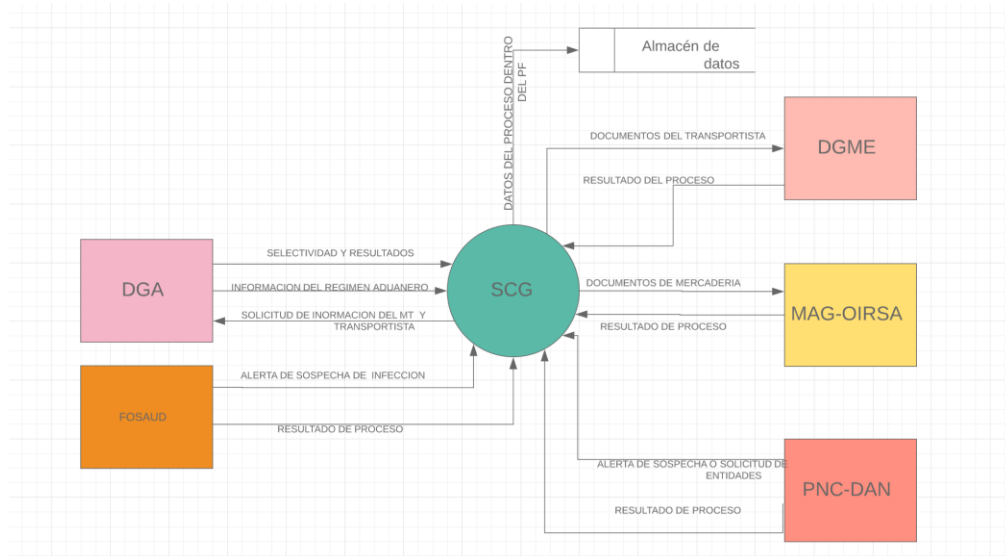 Almacén de
datos
DATOS DEL PROCESO DENTRO
DEL PF
DOCUMENTOS DEL TRANSPORTISTA
DGME
RESULTADO DEL PROCESO
SELECTIVIDAD Y RESULTADOS
DGA
INFORMACION DEL REGIMEN ADUANERO
SOLICITUD DE INORMACION DEL MT Y
TRANSPORTISTA
SCG
DOCUMENTOS DE MERCADERIA
MAG-OIRSA
RESULTADO DE PROCESO
ALERTA DE SOSPECHA DE INFECCION
FOSAUD
RESULTADO DE PROCESO
ALERTA DE SOSPECHA O SOLICITUD DE
ENTIDADES
PNC-DAN
RESULTADO DEL PROCESO